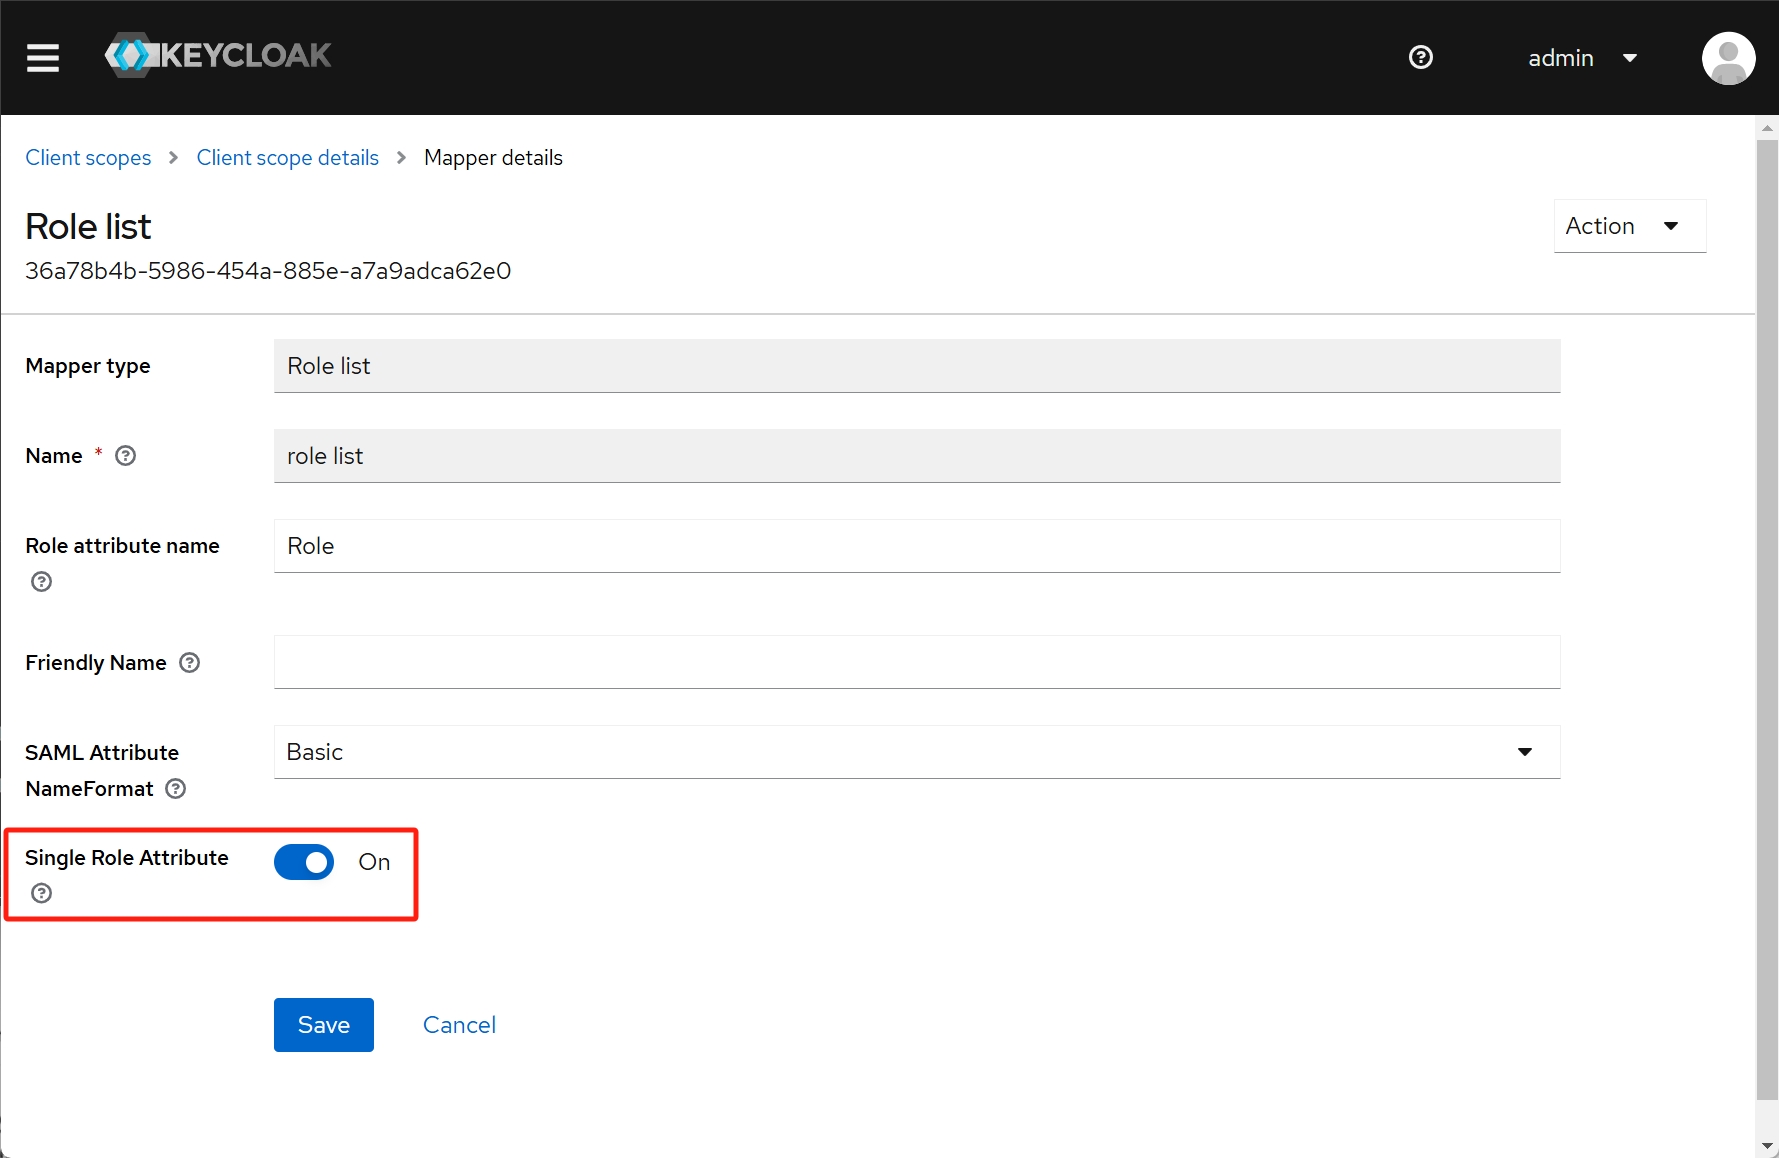 KEYCLOAK
admin
Client scopes
Client scope details
Mapper details
Role list
Action
36a78b4b-5986-454a-885e-a7a9adca62e0
Mapper type
Role list
Name *
role list
Role attribute name
Role
Friendly Name
SAML Attribute
NameFormat
Basic
Single Role Attribute
On
Save
Cancel